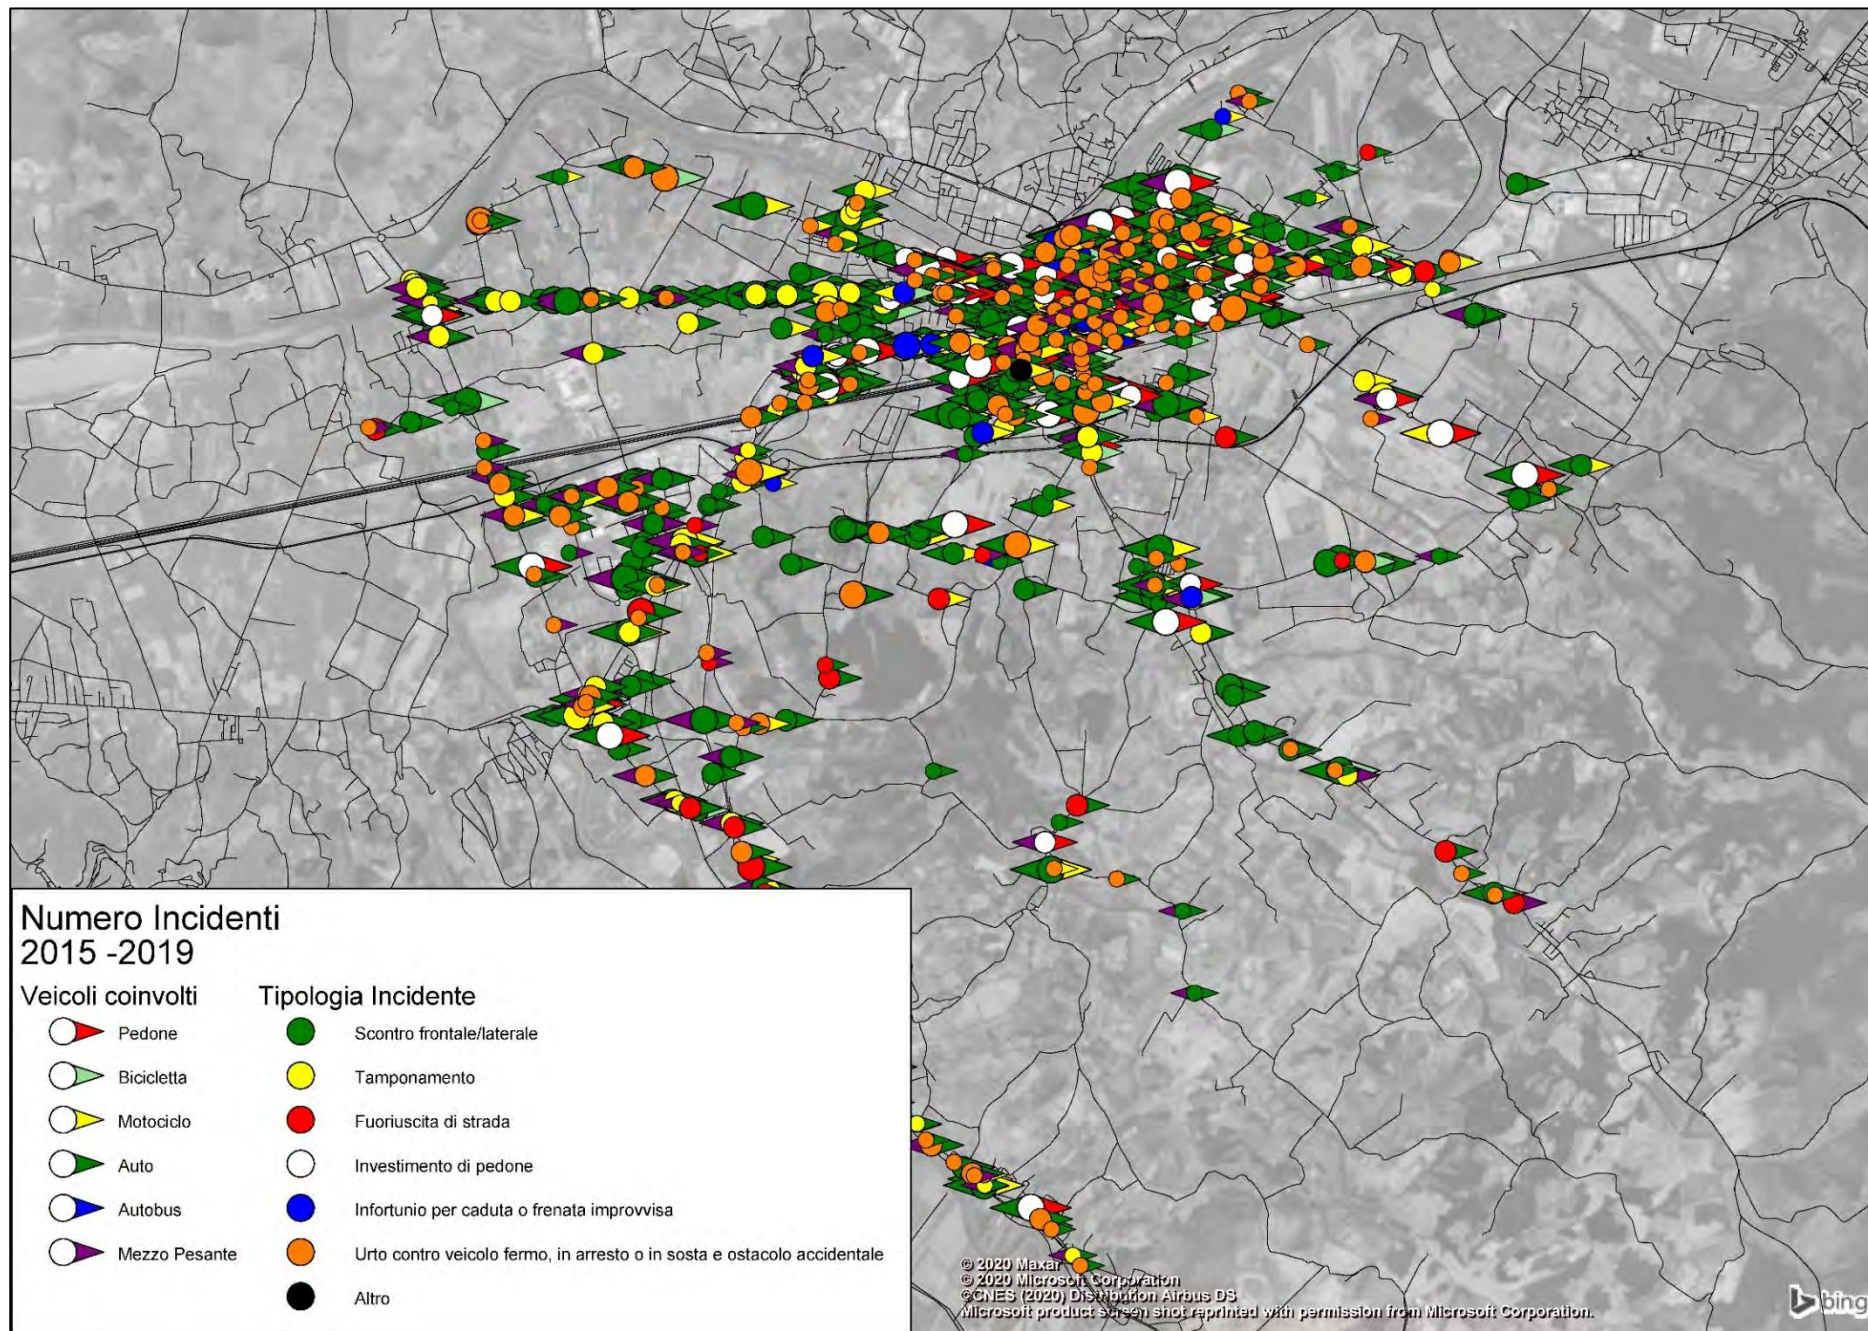 Numero Incidenti
2015 -2019
Veicoli coinvolti
Tipologia Incidente
Pedone
Scontro frontale/laterale
Bicicletta
Tamponamento
Motociclo
Fuoriuscita di strada
Auto
Investimento di pedone
Autobus
Infortunio per caduta o frenata improvvisa
Mezzo Pesante
Urto contro veicolo fermo, in arresto o in sosta e ostacolo accidentale
Altro
© 2020 Maxar
© 2020 Microsoft Corporation
©CNES (2020) Distribution Airbus DS
Microsoft product screen shot reprinted with permission from Microsoft Corporation.
bing